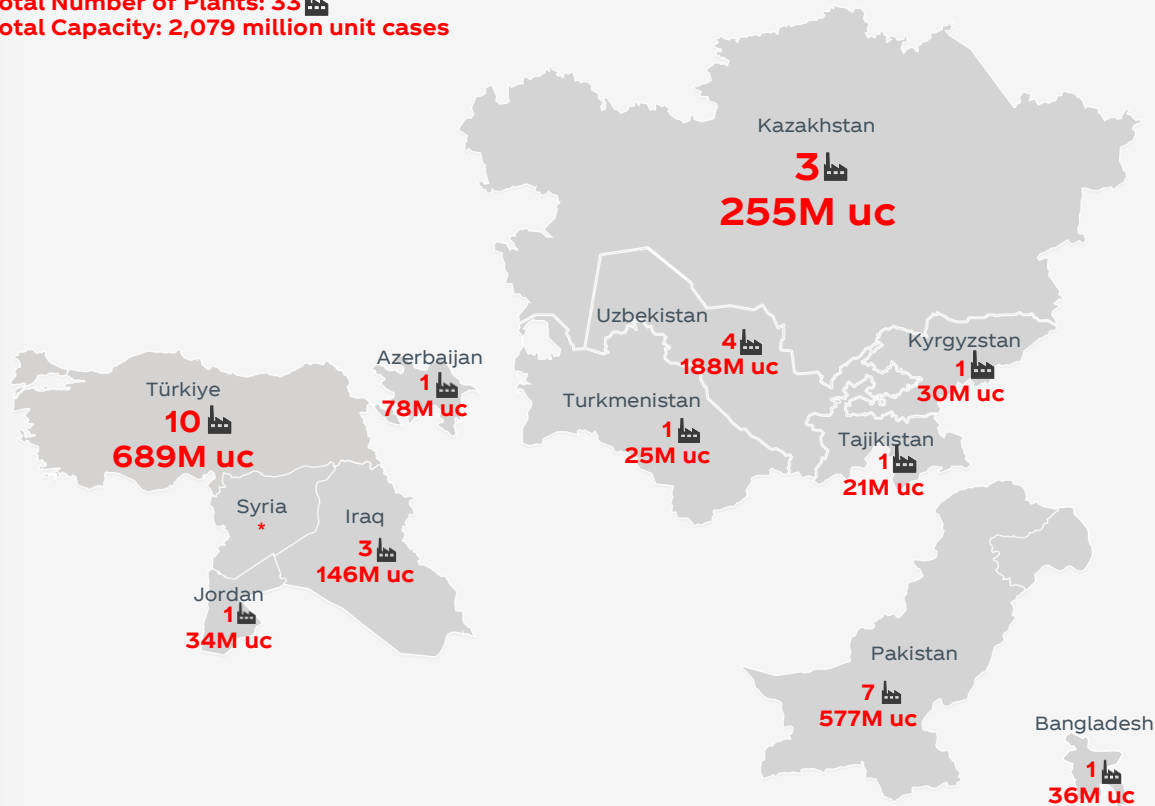 otal Number of Plants: 33
otal Capacity: 2,079 million unit cases
Kazakhstan
3
255M uc
Uzbekistan
4
188M uc
Kyrgyzstan
1
30M uc
Azerbaijan
1
78M uc
Türkiye
10
689M uc
Turkmenistan
1
25M uc
Tajikistan
1
21M uc
Syria
*
Iraq
3
146M uc
Jordan
1
34M uc
Pakistan
7
577M uc
Bangladesh
1
36M uc